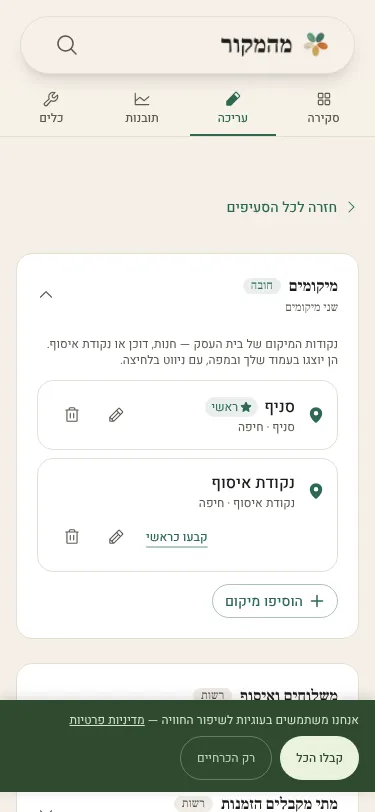 מהמקור
סקירה
עריכה
תובנות
כלים
חזרה לכל הסעיפים
מיקומים חובה
שני מיקומים
נקודות המיקום של בית העסק — חנות, דוכן או נקודת איסוף.
הן יוצגו בעמוד שלך ובמפה, עם ניווט בלחיצה.
סניף ראשי
סניף · חיפה
נקודת איסוף
נקודת איסוף · חיפה
קבעו כראשי
הוסיפו מיקום
משלוחים ואיסוף רשות
אנחנו משתמשים בעוגיות לשיפור החוויה — מדיניות פרטיות
קבלו הכל
רק הכרחיים
מתי מקבלים הזמנות רשות